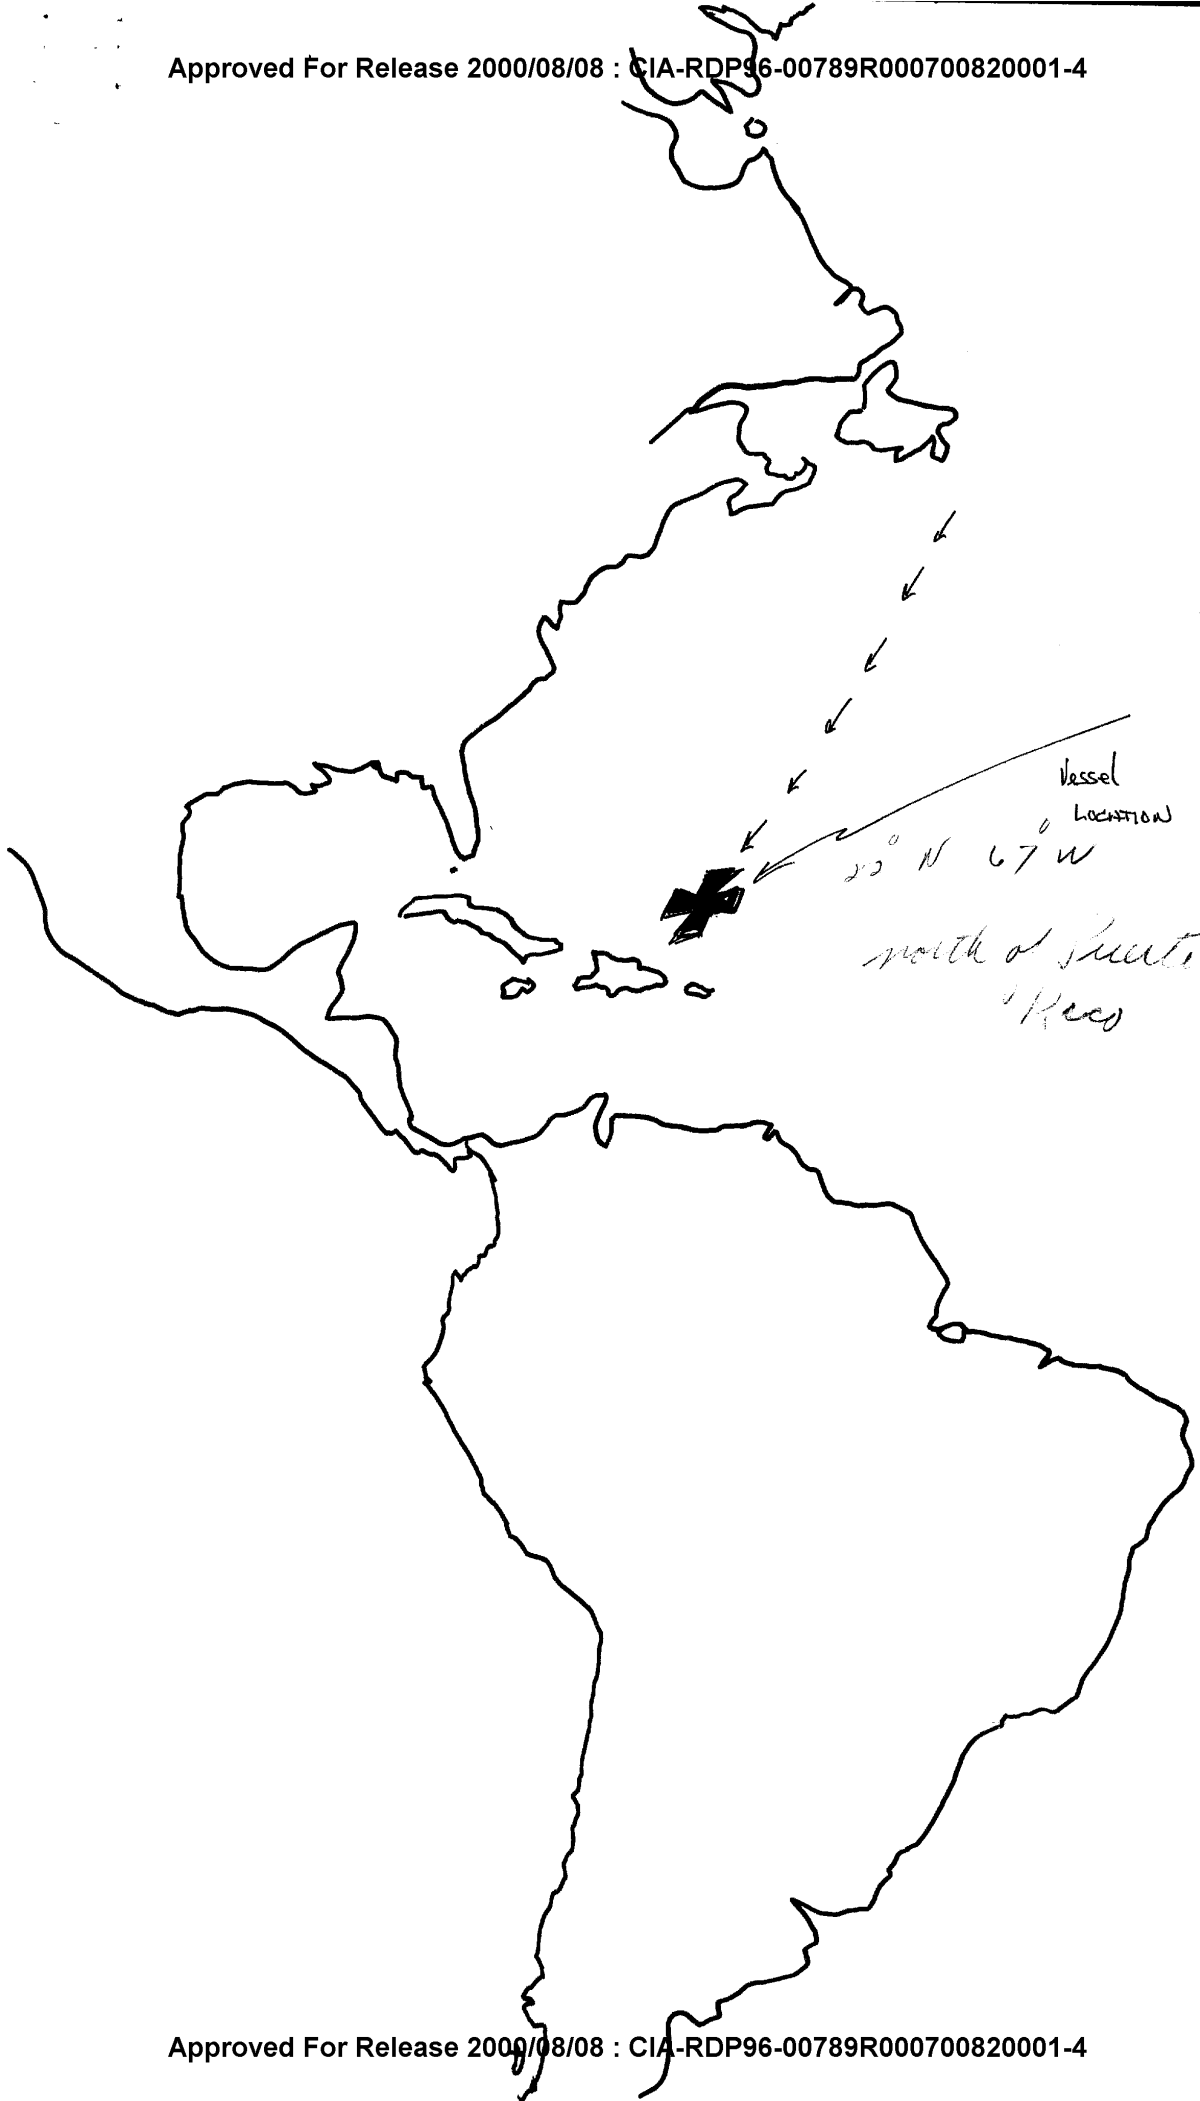 Approved For Release 2000/08/08 : CIA-RDP96-00789R000700820001-4
Vessel
LOCATION
22° N 67° W
north of Puerto
Rico
Approved For Release 2000/08/08 : CIA-RDP96-00789R000700820001-4